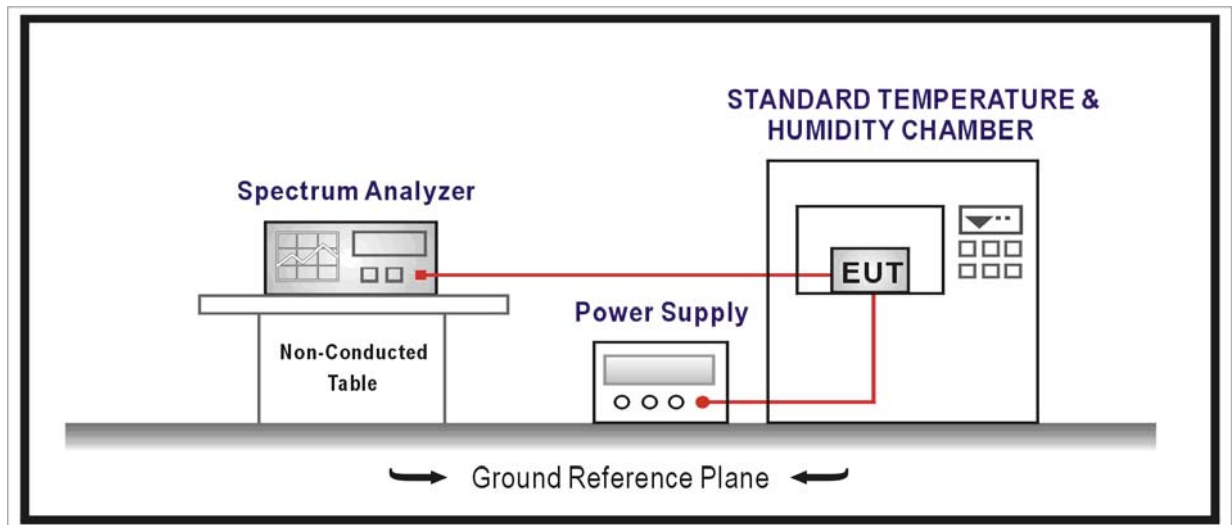 STANDARD TEMPERATURE &
HUMIDITY CHAMBER
Spectrum Analyzer
EUT
Power Supply
Non-Conducted
Table
Ground Reference Plane